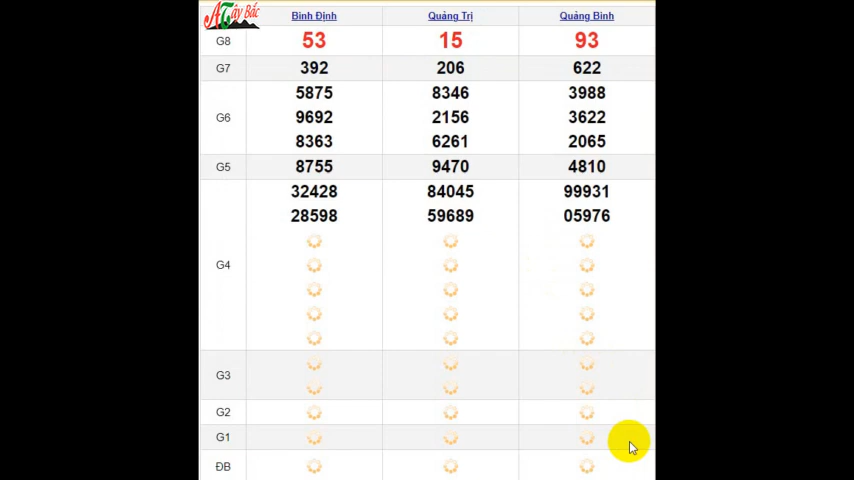 ATây Bắc
Bình Định Quảng Trị Quảng Bình
G8 53 15 93
G7 392 206 622
5875 8346 3988
G6 9692 2156 3622
8363 6261 2065
G5 8755 9470 4810
32428 84045 99931
28598 59689 05976
G4
G3
G2
G1
ĐB